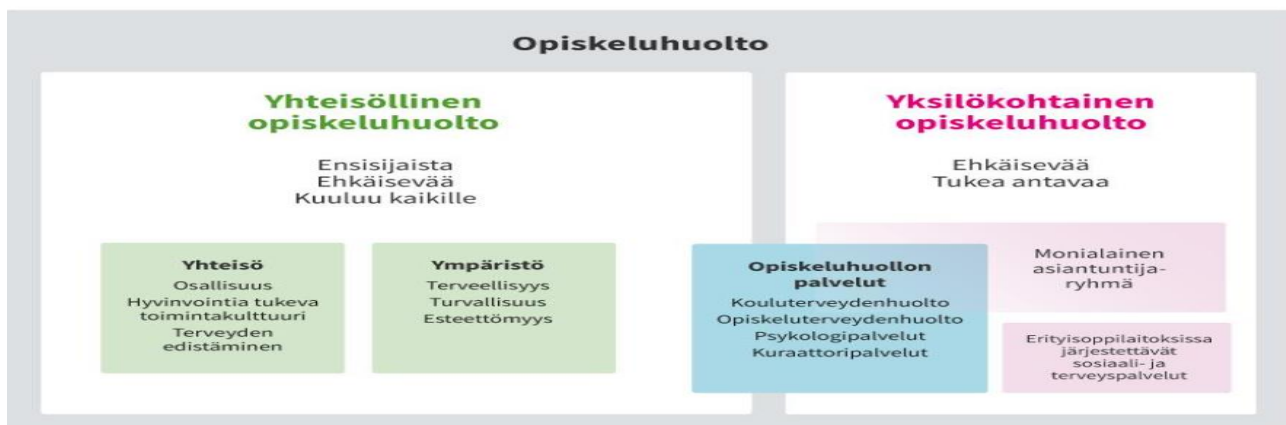 Opiskeluhuolto
Yhteisöllinen
opiskeluhuolto
Ensisijaista
Ehkäisevää
Kuuluu kaikille
Yhteisö
Osallisuus
Hyvinvointia tukeva
toimintakulttuuri
Terveyden
edistäminen
Ympäristö
Terveellisyys
Turvallisuus
Esteettömyys
Opiskeluhuollon
palvelut
Kouluterveydenhuolto
Opiskeluterveydenhuolto
Psykologipalvelut
Kuraattoripalvelut
Yksilökohtainen
opiskeluhuolto
Ehkäisevää
Tukea antavaa
Monialainen
asiantuntija-
ryhmä
Erityisoppilaitoksissa
järjestettävät
sosiaali- ja
terveyspalvelut